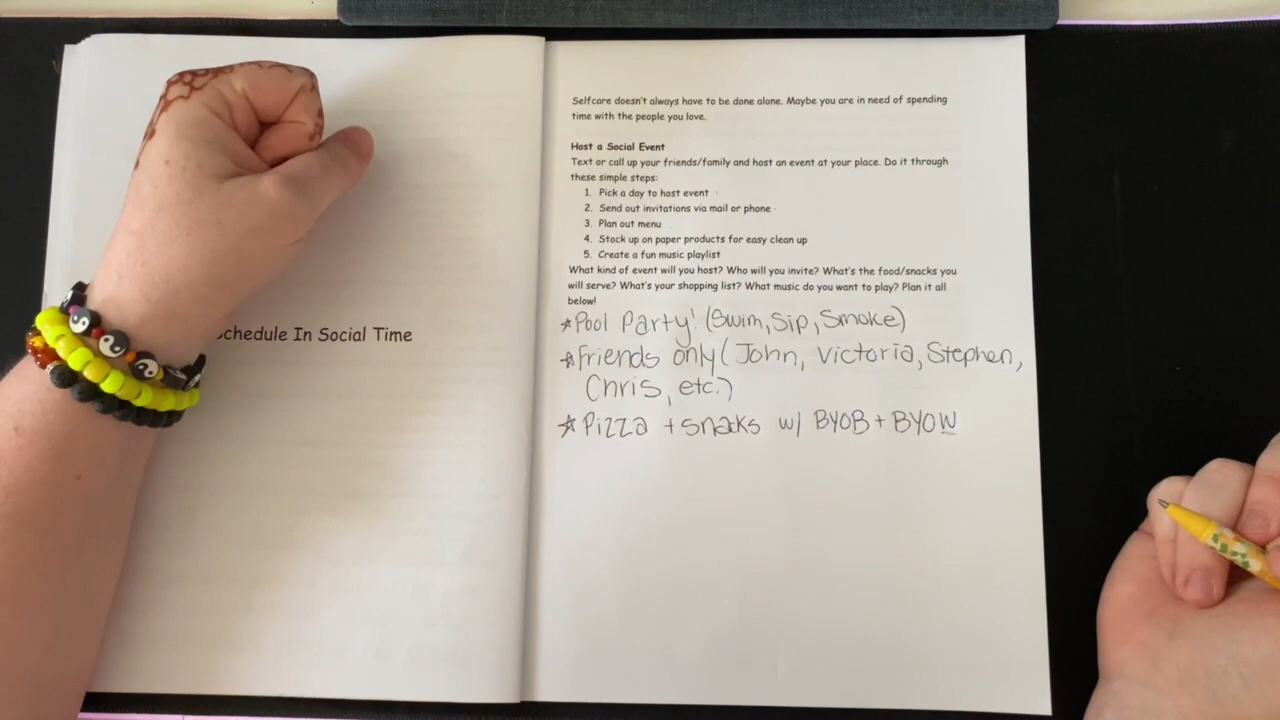 chedule In Social Time
Selfcare doesn't always have to be done alone. Maybe you are in need of spending
time with the people you love.
Host a Social Event
Text or call up your friends/family and host an event at your place. Do it through
these simple steps:
1. Pick a day to host event
2. Send out invitations via mail or phone
3. Plan out menu
4. Stock up on paper products for easy clean up
5. Create a fun music playlist
What kind of event will you host? Who will you invite? What's the food/snacks you
will serve? What's your shopping list? What music do you want to play? Plan it all
below!
☆Pool Party! (Swim, Sip, Smoke)
☆Friends only (John, Victoria, Stephen,
Chris, etc.)
☆Pizza + snacks w/ BYOB + BYOW